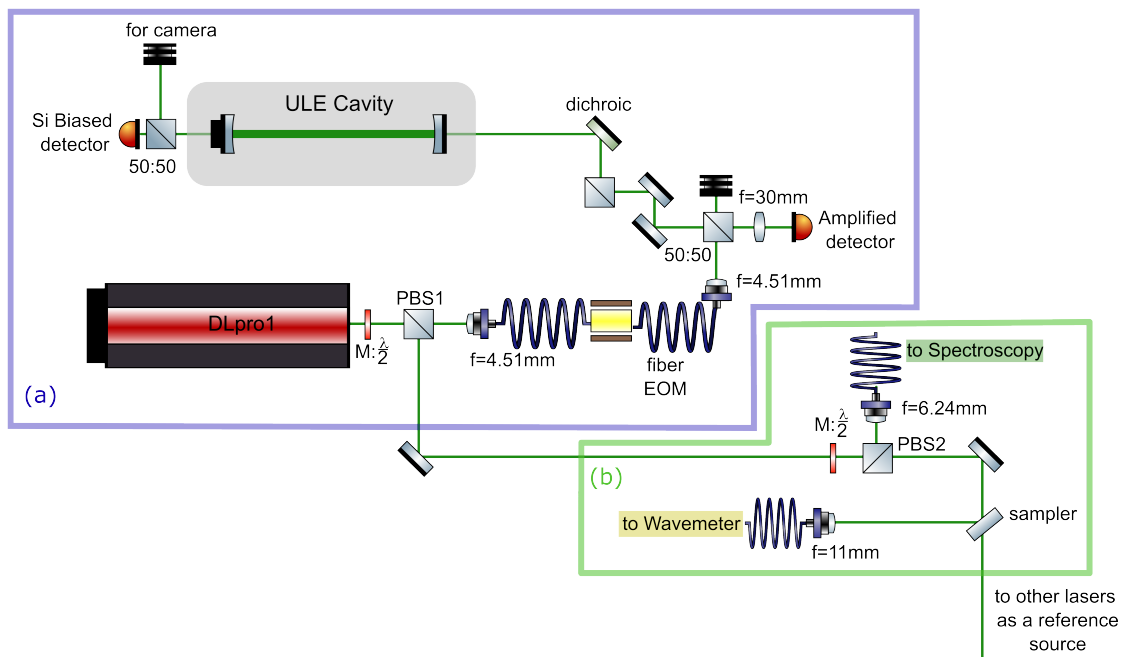 for camera
ULE Cavity
Si Biased
detector
50:50
dichroic
f=30mm
Amplified
detector
50:50
f=4.51mm
PBS1
DLpro1
M:λ/2
f=4.51mm
fiber
EOM
(a)
to Spectroscopy
f=6.24mm
M:λ/2
PBS2
(b)
to Wavemeter
sampler
f=11mm
to other lasers
as a reference
source